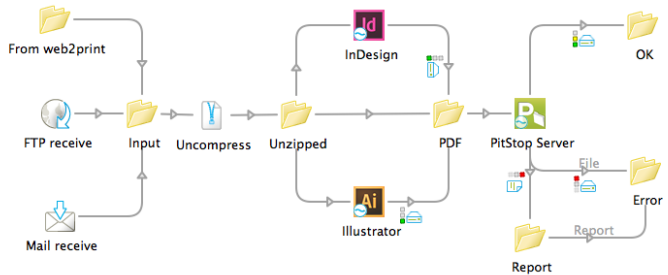 From web2print
Id
InDesign
OK
FTP receive
Input
Uncompress
Unzipped
PDF
PitStop Server
File
Error
Mail receive
Ai
Illustrator
Report
Report